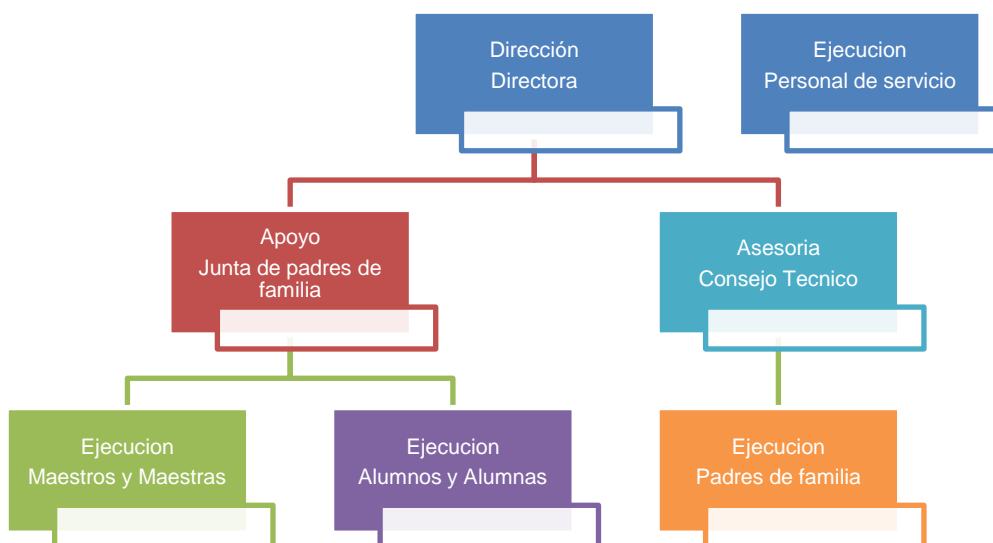 Dirección
Directora
Ejecucion
Personal de servicio
Apoyo
Junta de padres de
familia
Asesoria
Consejo Tecnico
Ejecucion
Maestros y Maestras
Ejecucion
Alumnos y Alumnas
Ejecucion
Padres de familia